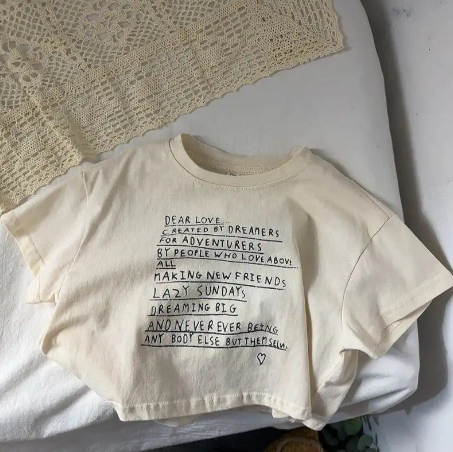 DEAR LOVE...
CREATED BY DREAMERS
FOR ADVENTURERS
BY PEOPLE WHO LOVE ABOVE
ALL
MAKING NEW FRIENDS
LAZY SUNDAYS
DREAMING BIG
AND NEVER EVER BEING
ANY BODY ELSE BUT THEMSELVES